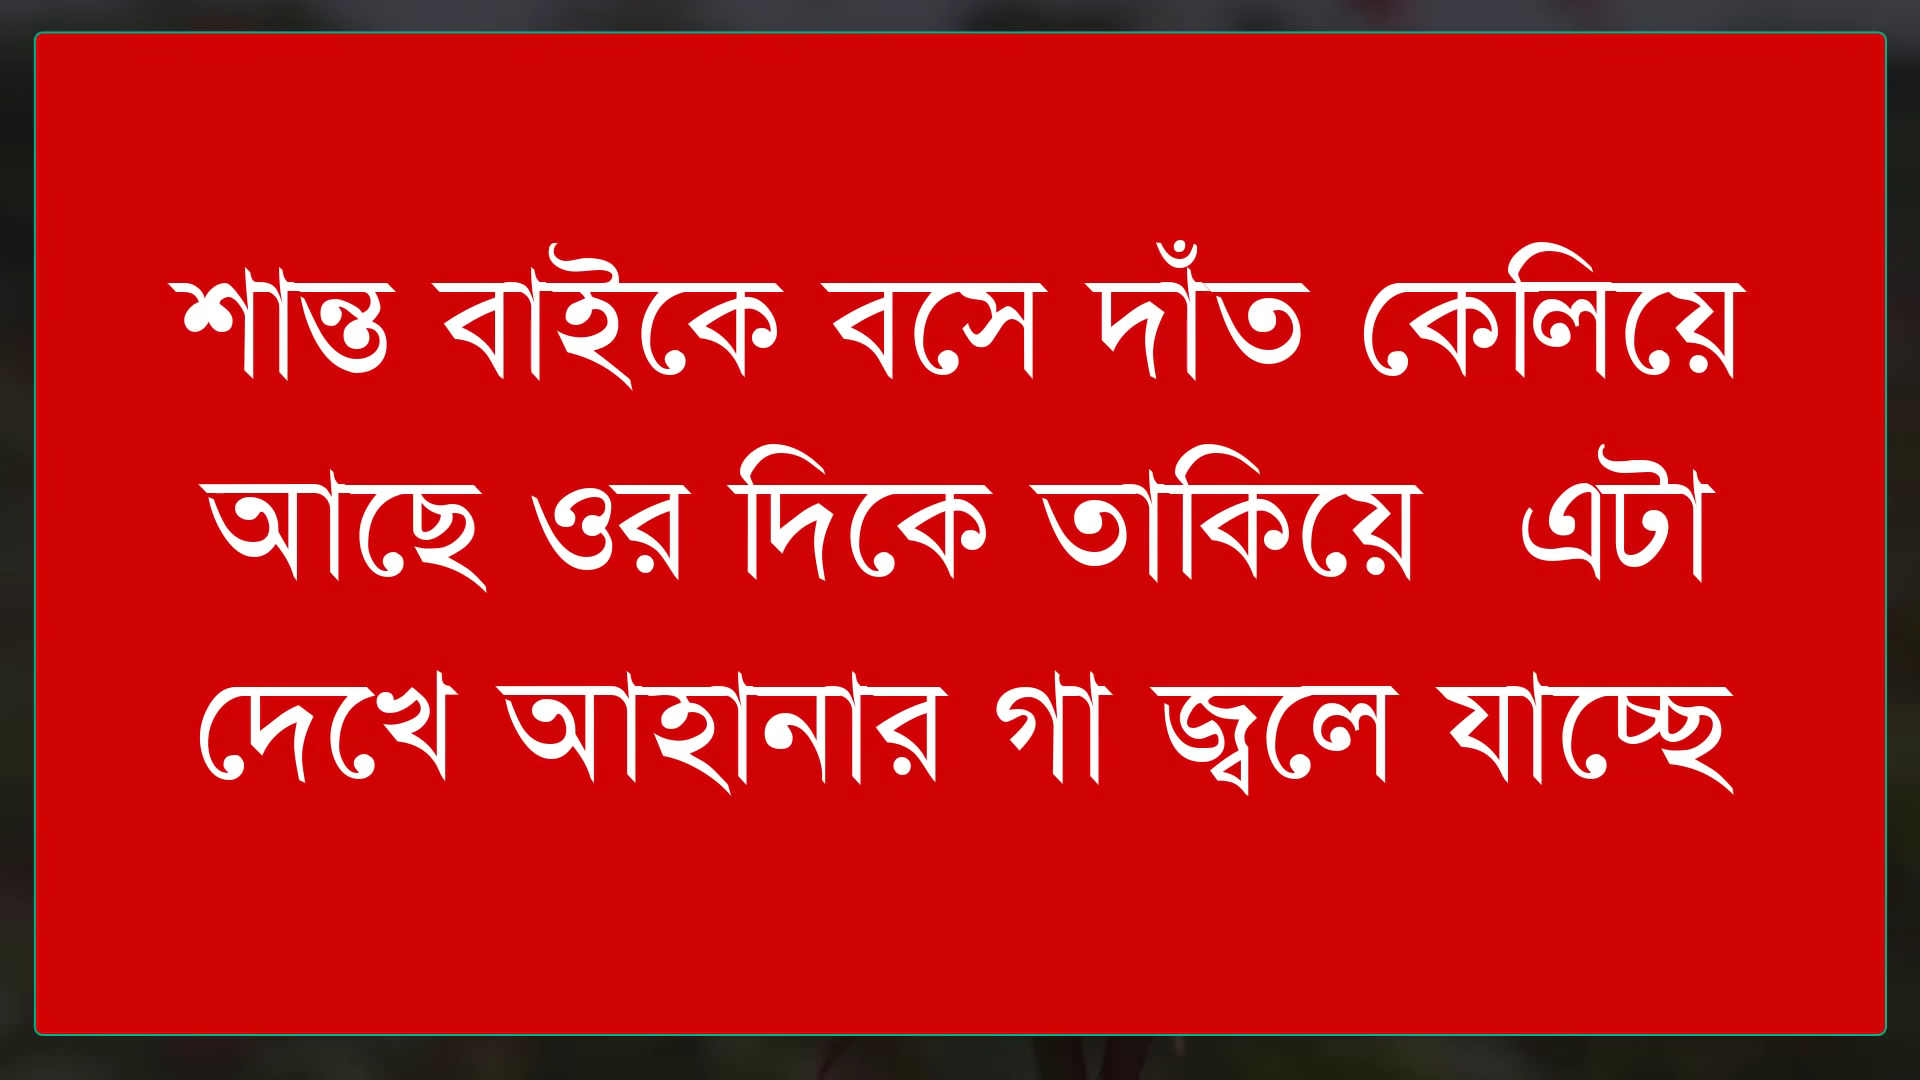 শান্ত বাইকে বসে দাঁত কেলিয়ে
আছে ওর দিকে তাকিয়ে এটা
দেখে আহানার গা জ্বলে যাচ্ছে